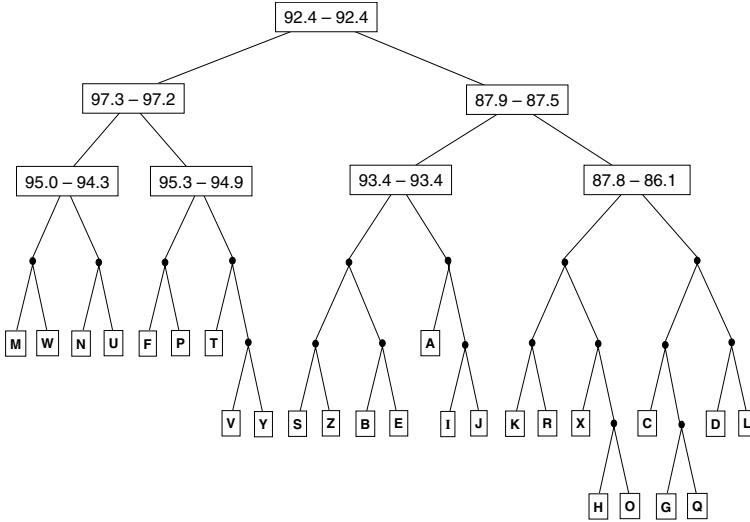 92.4 – 92.4
97.3 – 97.2
87.9 – 87.5
95.0 – 94.3
95.3 – 94.9
93.4 – 93.4
87.8 – 86.1
M W N U F P T A
V Y S Z B E I J K R X C D L
H O G Q